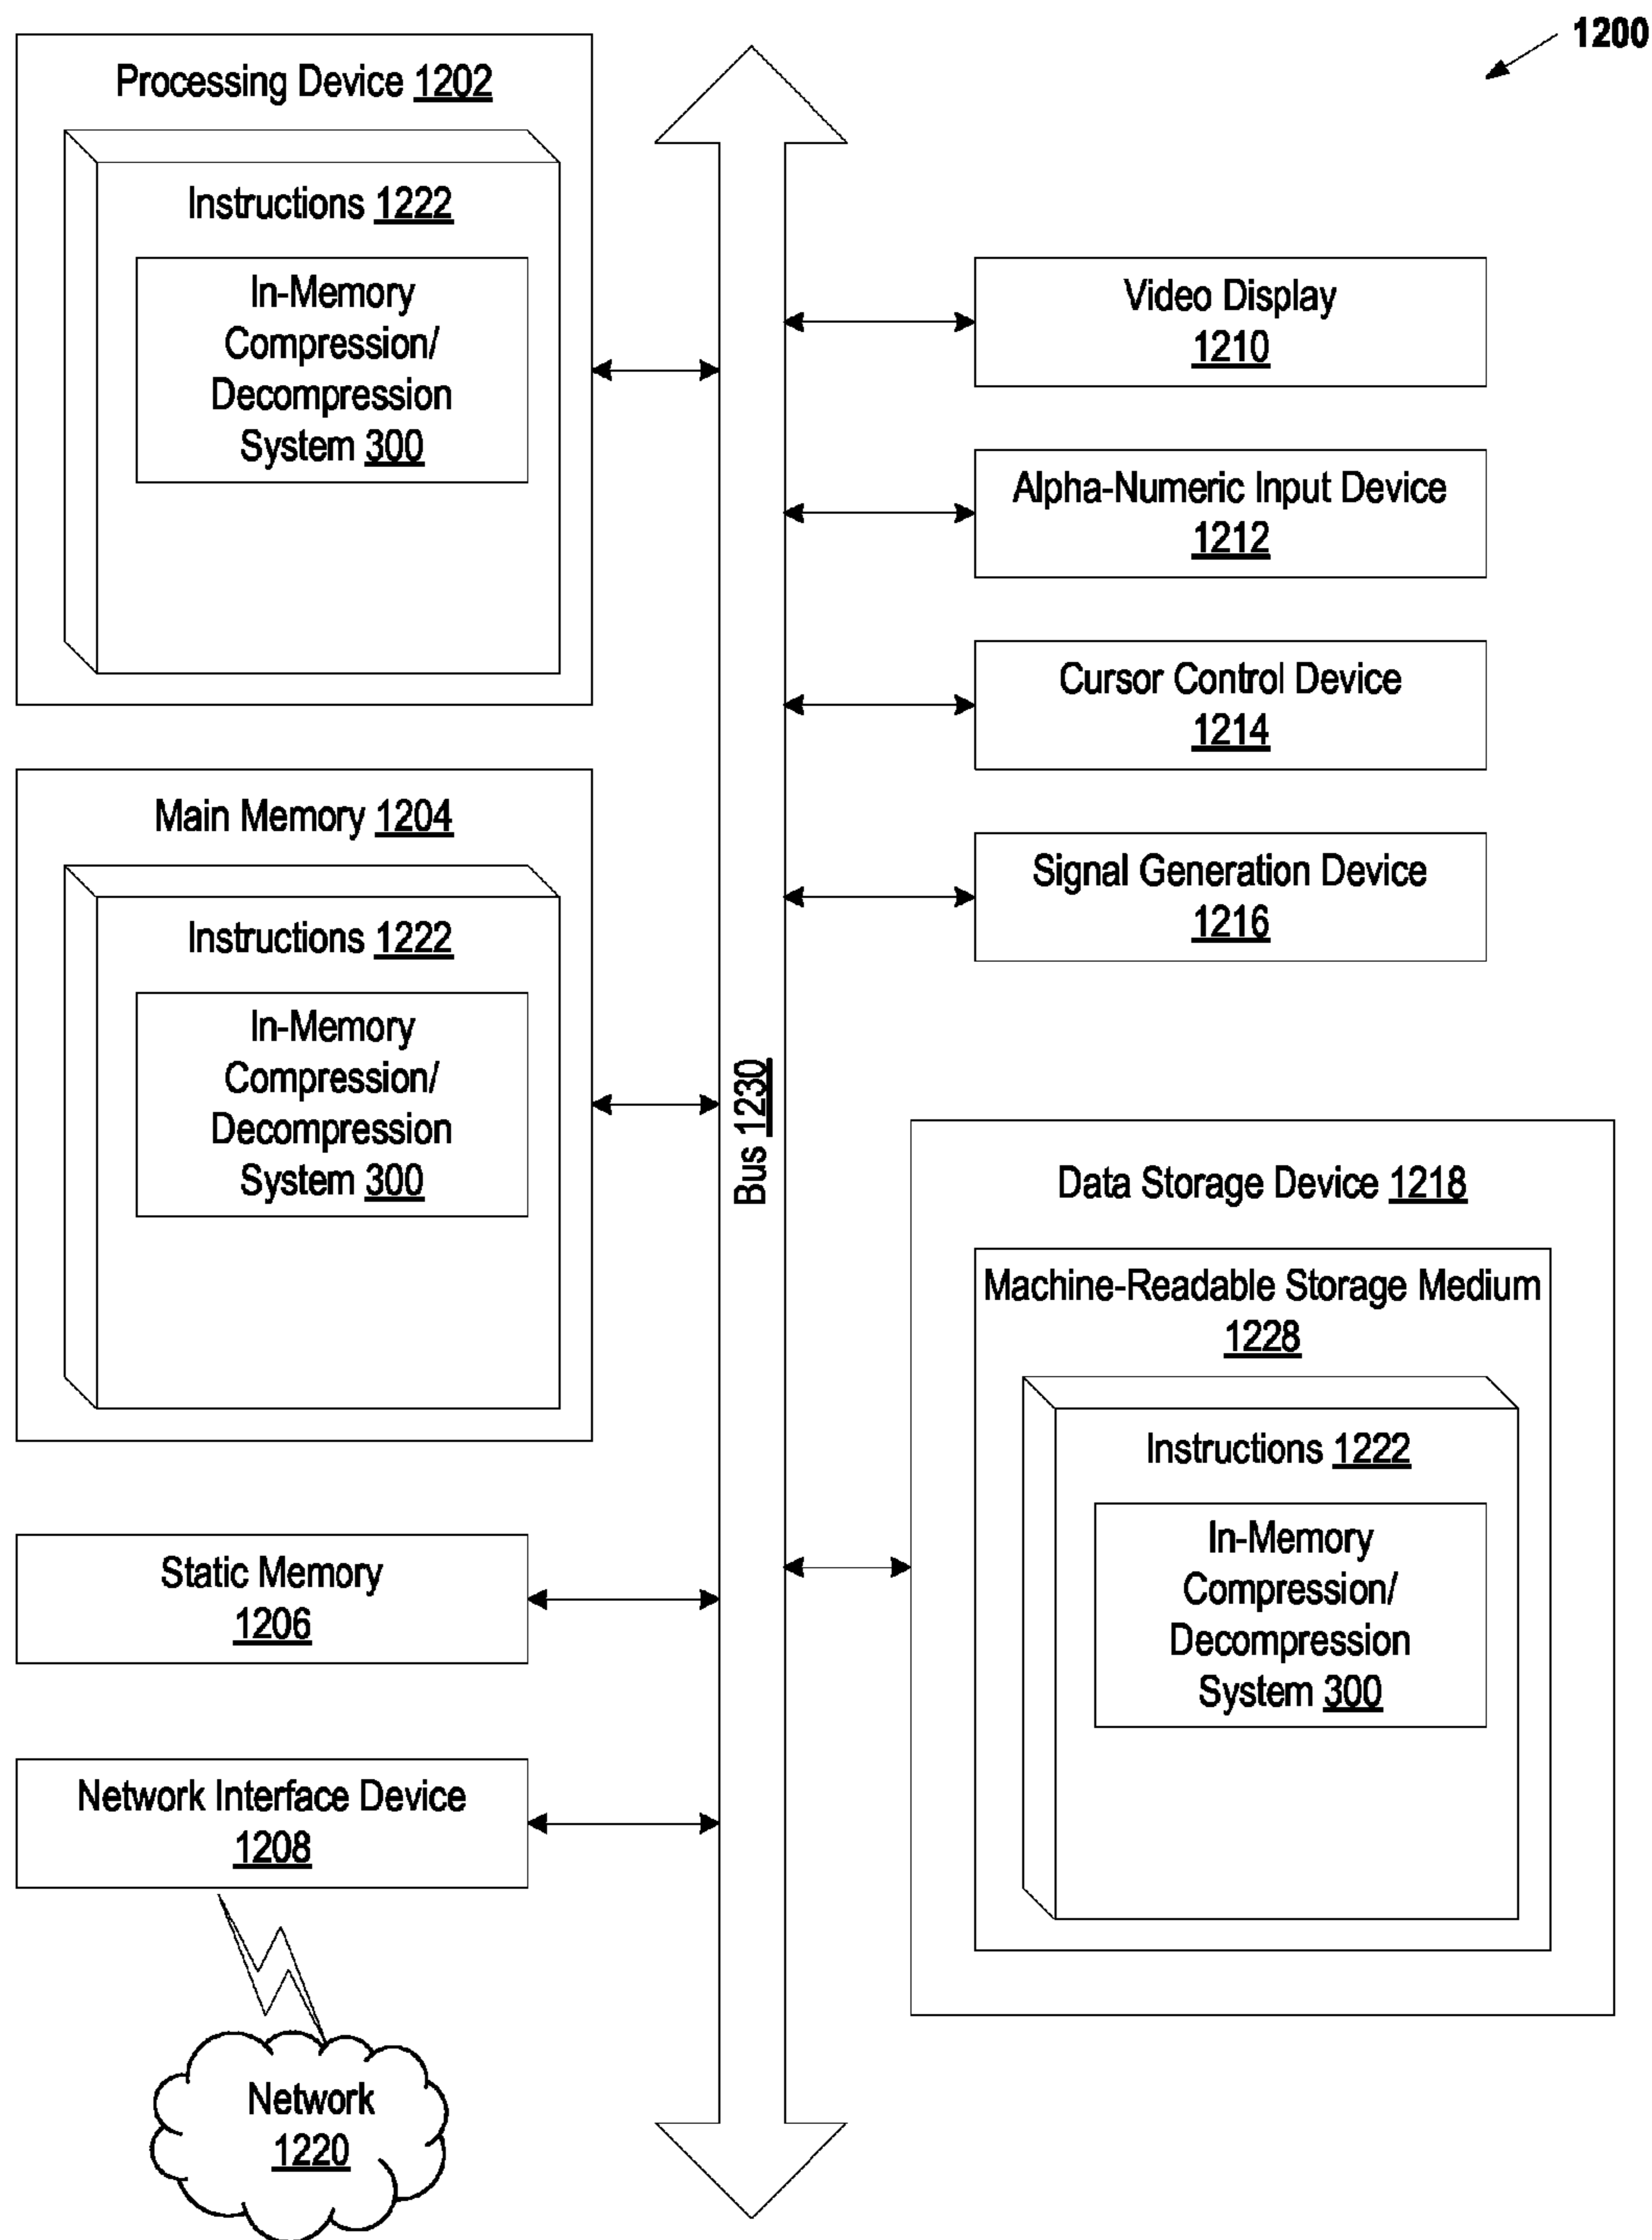 1200
Processing Device 1202
Instructions 1222
In-Memory
Compression/
Decompression
System 300
Main Memory 1204
Instructions 1222
In-Memory
Compression/
Decompression
System 300
Static Memory
1206
Network Interface Device
1208
Network
1220
Bus 1230
Video Display
1210
Alpha-Numeric Input Device
1212
Cursor Control Device
1214
Signal Generation Device
1216
Data Storage Device 1218
Machine-Readable Storage Medium
1228
Instructions 1222
In-Memory
Compression/
Decompression
System 300